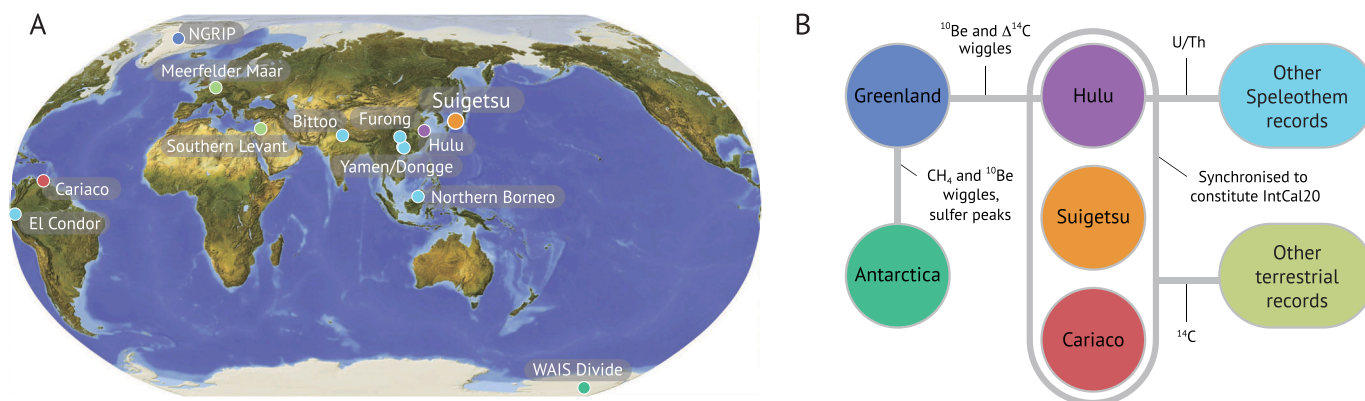 A
NGRIP
Meerfelder Maar
Suigetsu
Bittoo
Furong
Southern Levant
Hulu
Yamen/Dongge
Cariaco
Northern Borneo
El Condor
WAIS Divide
B
¹⁰Be and Δ¹⁴C
wiggles
U/Th
Greenland
Hulu
Other
Speleothem
records
CH₄ and ¹⁰Be
wiggles,
sulfer peaks
Synchronised to
constitute IntCal20
Suigetsu
Antarctica
Other
terrestrial
records
Cariaco
¹⁴C